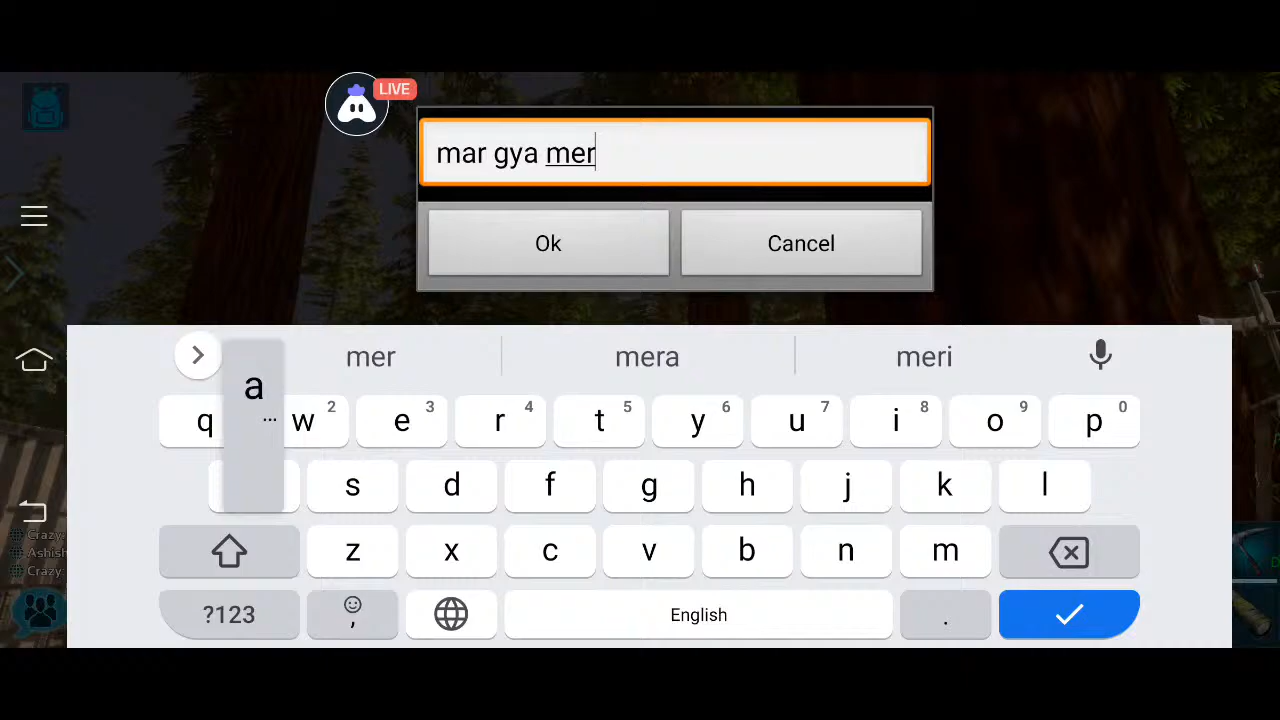 LIVE
mar gya mer
Ok
Cancel
mer
mera
meri
a
...
q w 2 e 3 r 4 t 5 y 6 u 7 i 8 o 9 p 0
s d f g h j k l
z x c v b n m
?123 , English .
Crazy
Ashish
Crazy: